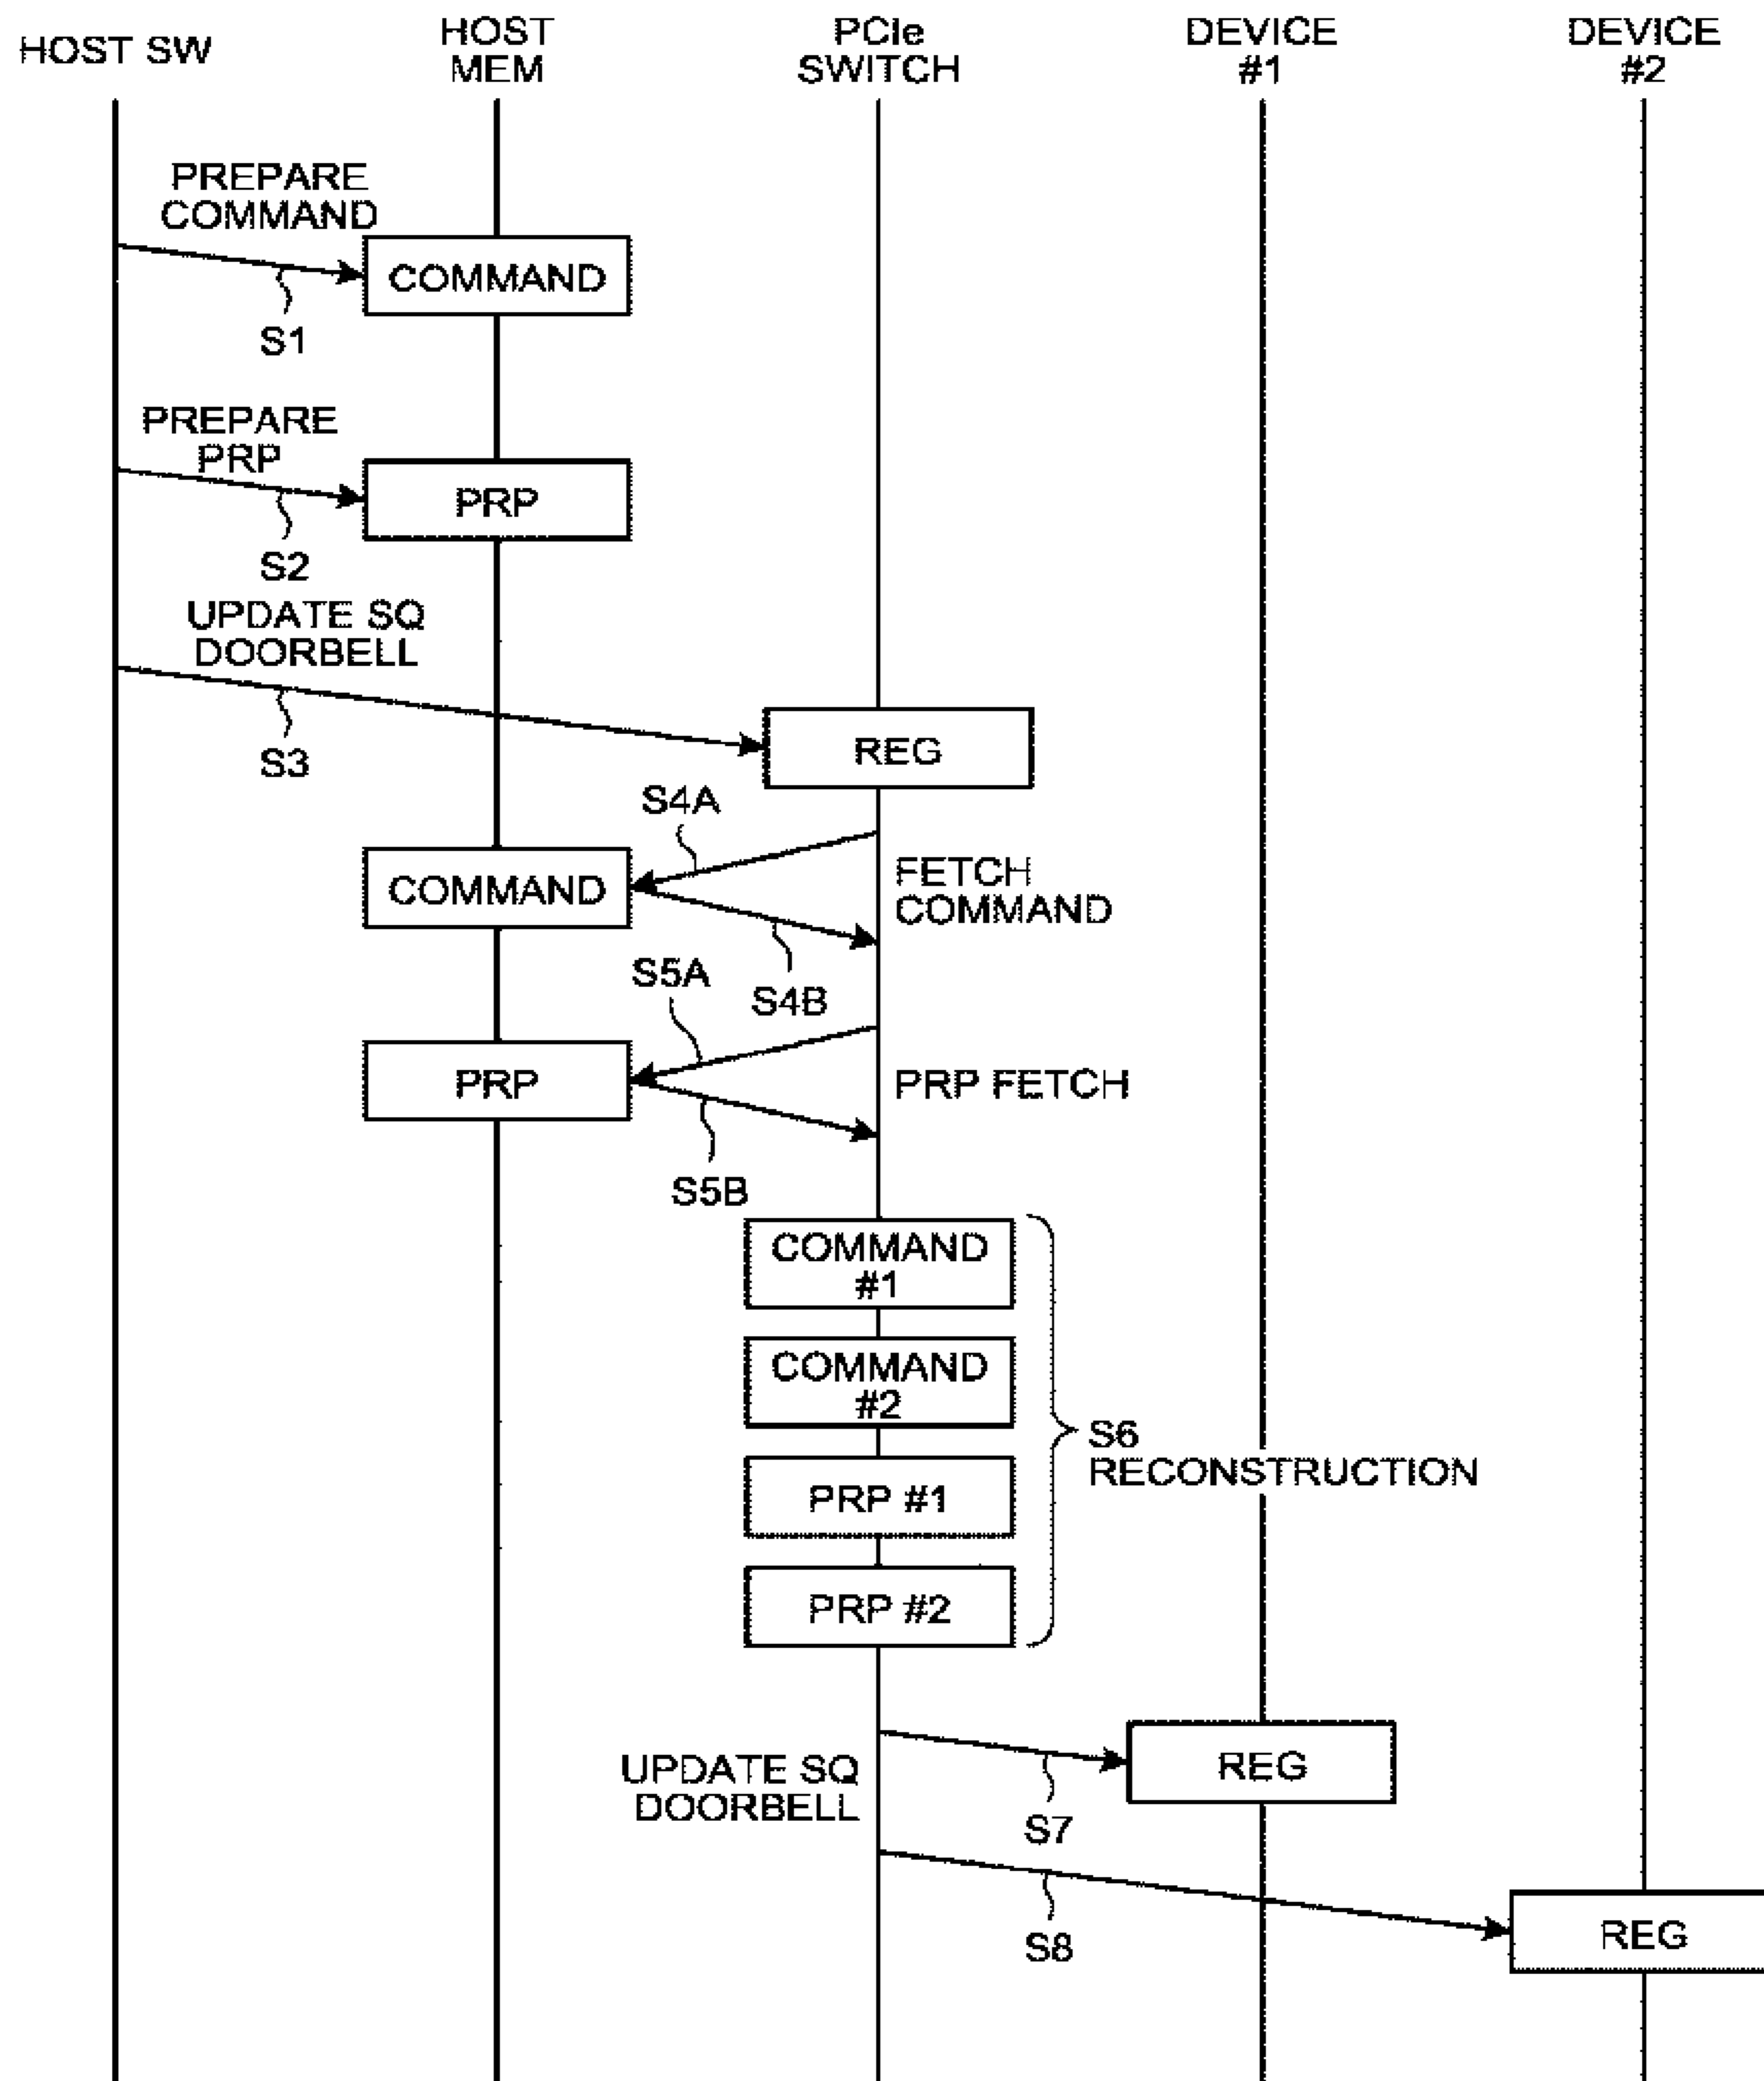 HOST SW
HOST
MEM
PCIe
SWITCH
DEVICE
#1
DEVICE
#2
PREPARE
COMMAND
COMMAND
S1
PREPARE
PRP
PRP
S2
UPDATE SQ
DOORBELL
S3
REG
S4A
COMMAND
FETCH
COMMAND
S4B
S5A
PRP
PRP FETCH
S5B
COMMAND
#1
COMMAND
#2
PRP #1
PRP #2
S6
RECONSTRUCTION
UPDATE SQ
DOORBELL
REG
S7
REG
S8